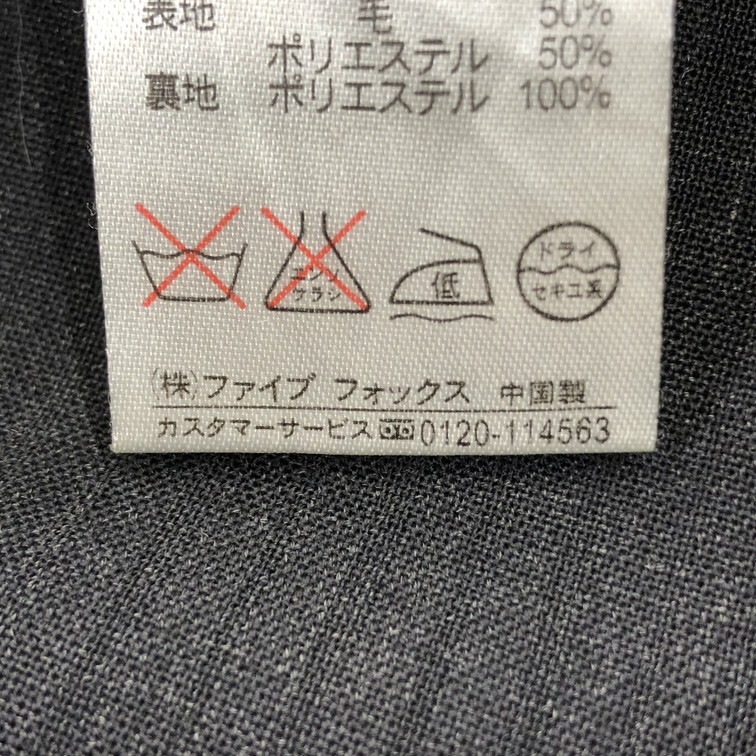 表地 毛 50%
ポリエステル 50%
裏地 ポリエステル 100%
エンソ
サラシ
低
ドライ
セキユ系
(株)ファイブ フォックス 中国製
カスタマーサービス 0120-114563